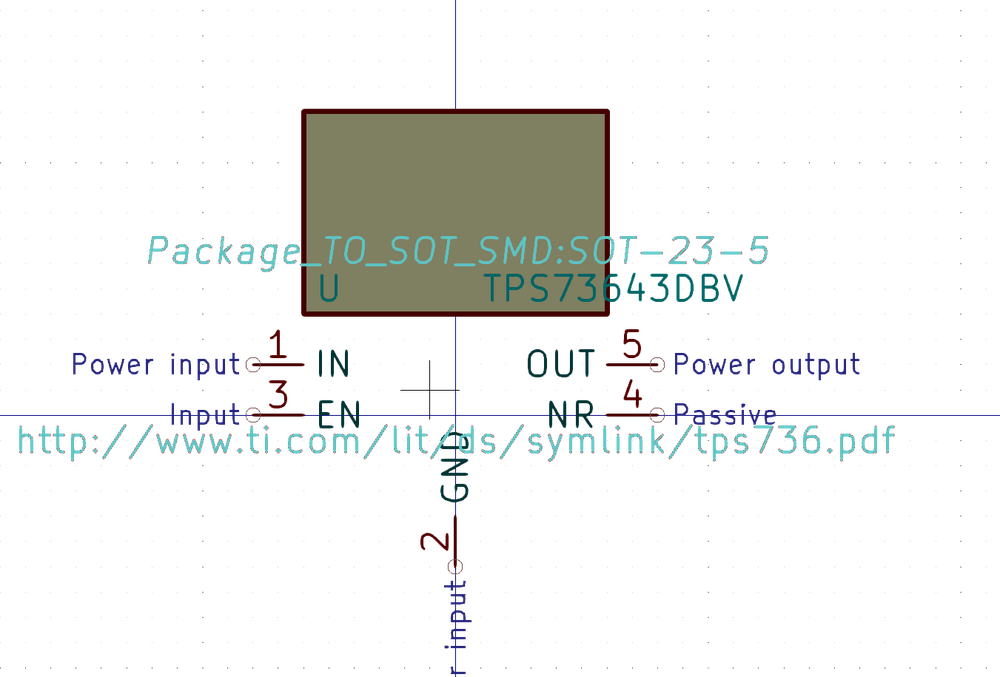 Package_TO_SOT_SMD:SOT-23-5
U TPS73643DBV
Power input 1 IN OUT 5 Power output
Input 3 EN NR 4 Passive
http://www.ti.com/lit/ds/symlink/tps736.pdf
GND
2
r input